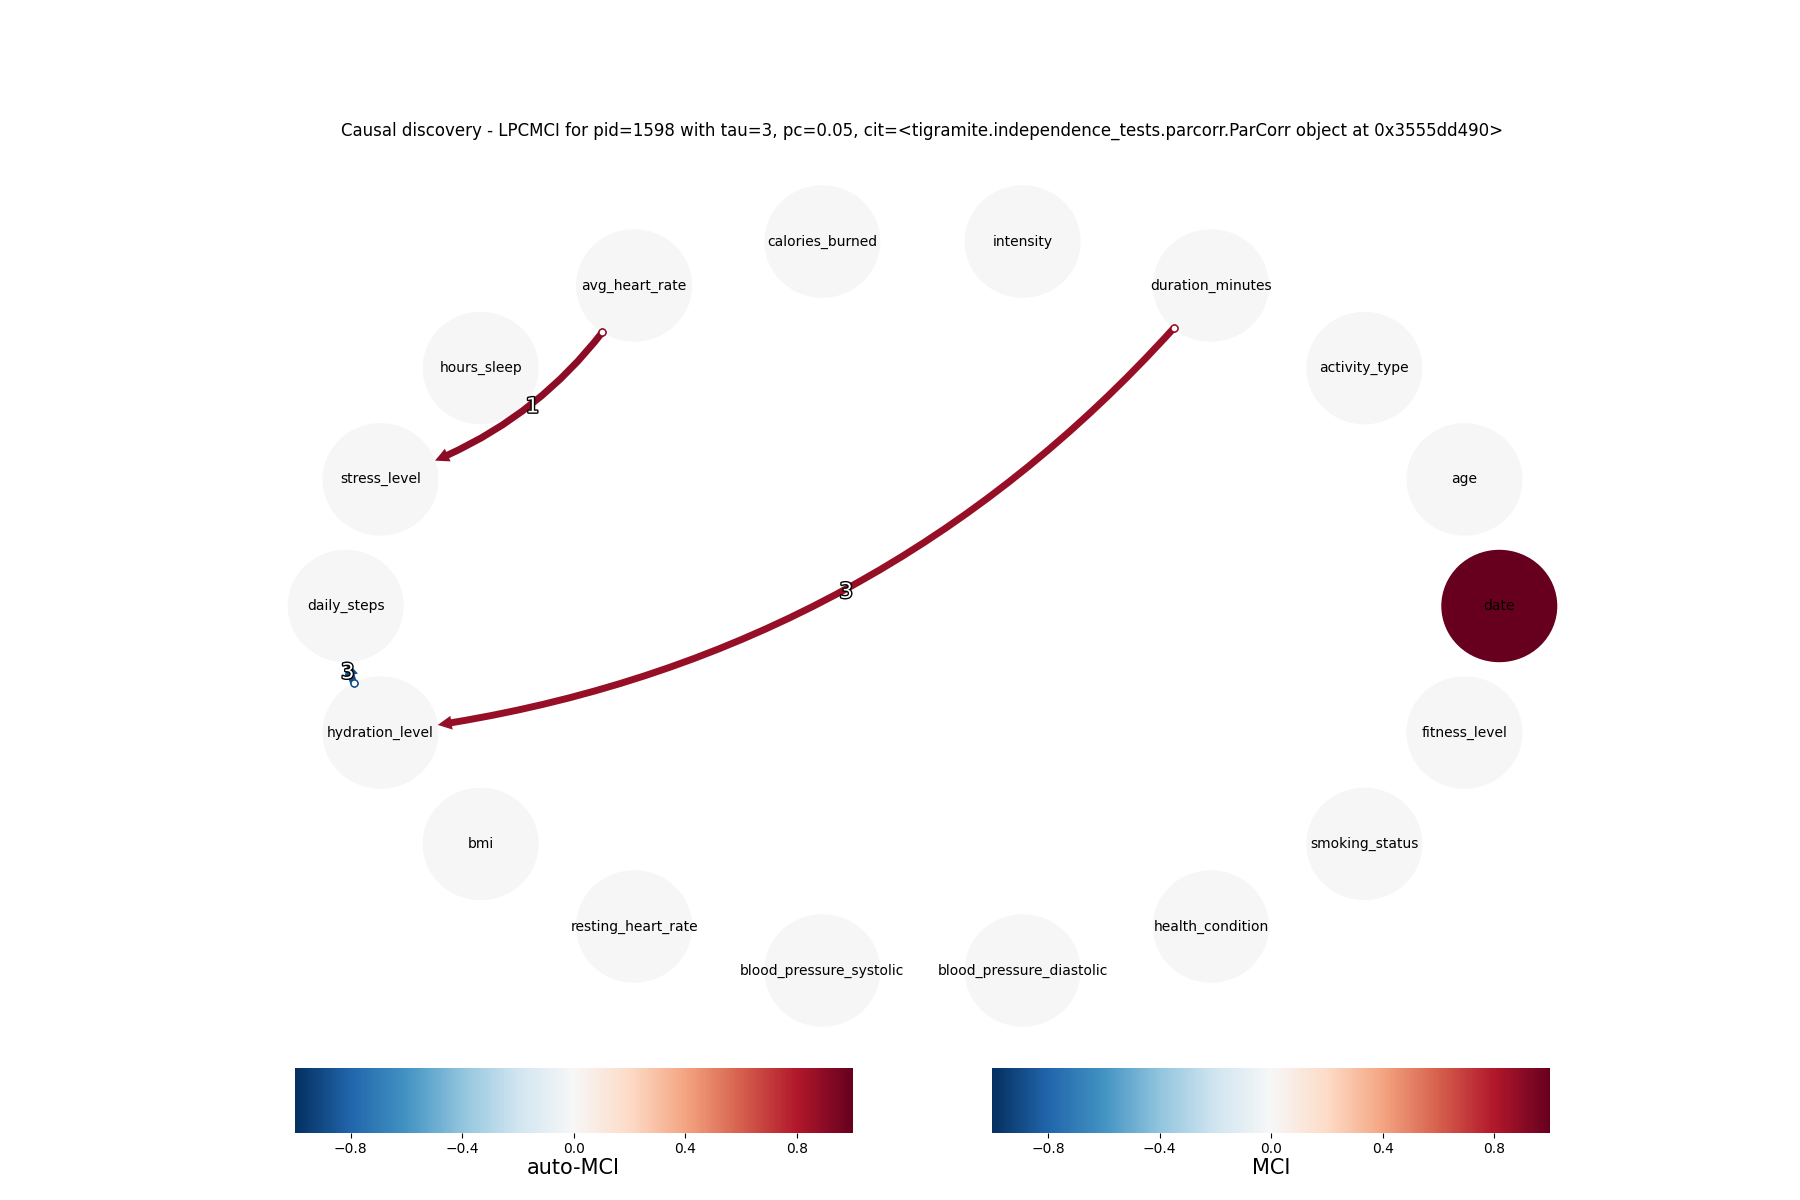 Causal discovery - LPCMCI for pid=1598 with tau=3, pc=0.05, cit=<tigramite.independence_tests.parcorr.ParCorr object at 0x3555dd490>
calories_burned
intensity
avg_heart_rate
duration_minutes
hours_sleep
activity_type
1
stress_level
age
3
daily_steps
date
3
hydration_level
fitness_level
bmi
smoking_status
resting_heart_rate
health_condition
blood_pressure_systolic
blood_pressure_diastolic
−0.8 −0.4 0.0 0.4 0.8
auto-MCI
−0.8 −0.4 0.0 0.4 0.8
MCI